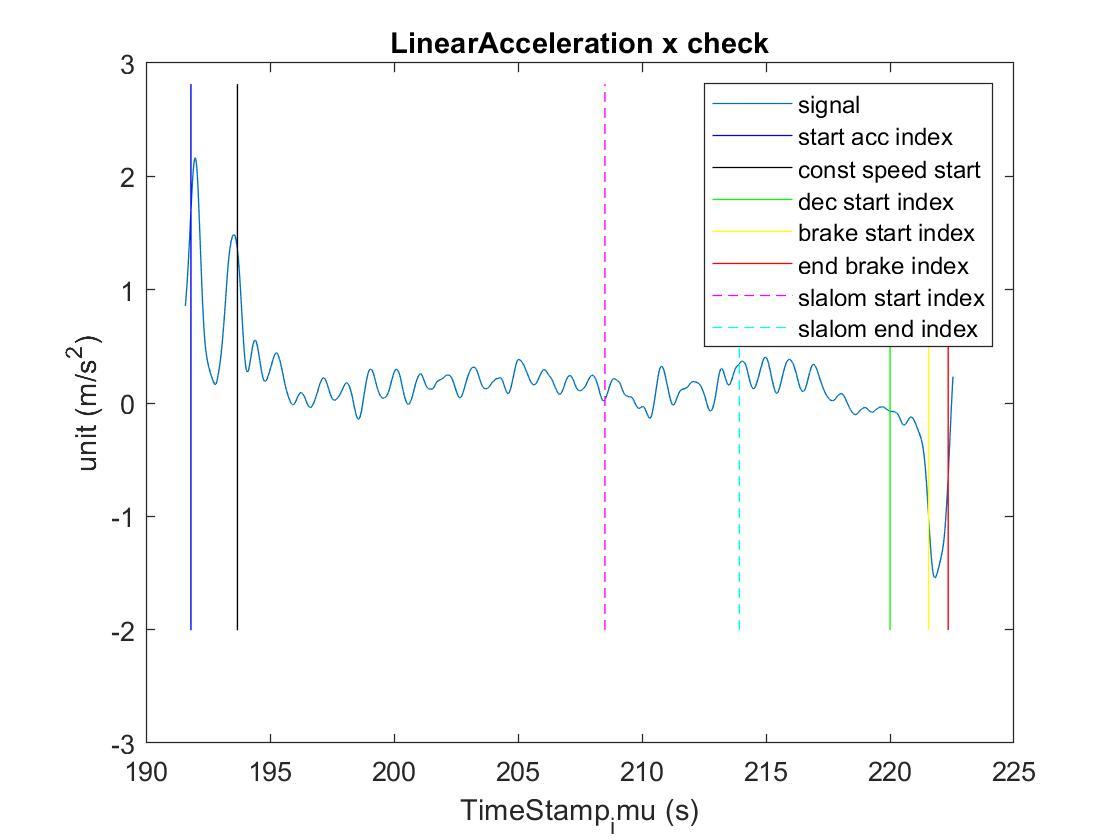 LinearAcceleration x check
3
2
1
0
-1
-2
-3
unit (m/s²)
signal
start acc index
const speed start
dec start index
brake start index
end brake index
slalom start index
slalom end index
190 195 200 205 210 215 220 225
TimeStampᵢmu (s)